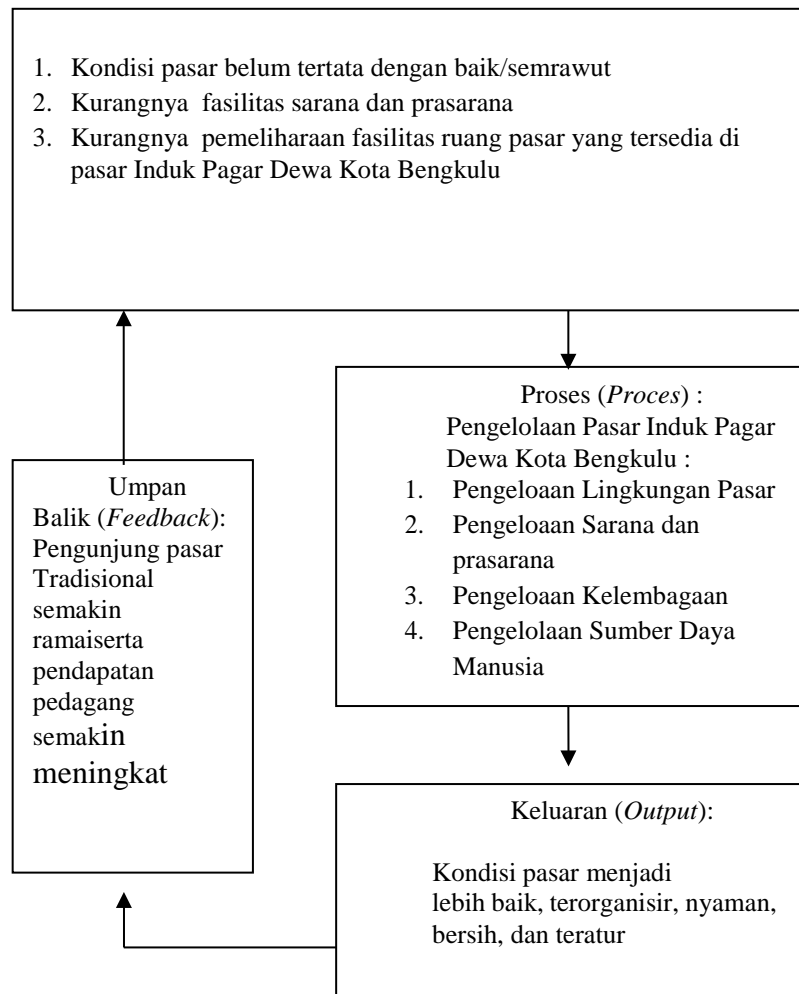 1. Kondisi pasar belum tertata dengan baik/semrawut
2. Kurangnya fasilitas sarana dan prasarana
3. Kurangnya pemeliharaan fasilitas ruang pasar yang tersedia di
pasar Induk Pagar Dewa Kota Bengkulu
Proses (Proces) :
Pengelolaan Pasar Induk Pagar
Dewa Kota Bengkulu :
1. Pengeloaan Lingkungan Pasar
2. Pengeloaan Sarana dan
prasarana
3. Pengeloaan Kelembagaan
4. Pengelolaan Sumber Daya
Manusia
Keluaran (Output):
Kondisi pasar menjadi
lebih baik, terorganisir, nyaman,
bersih, dan teratur
Umpan
Balik (Feedback):
Pengunjung pasar
Tradisional
semakin
ramaiserta
pendapatan
pedagang
semakin
meningkat